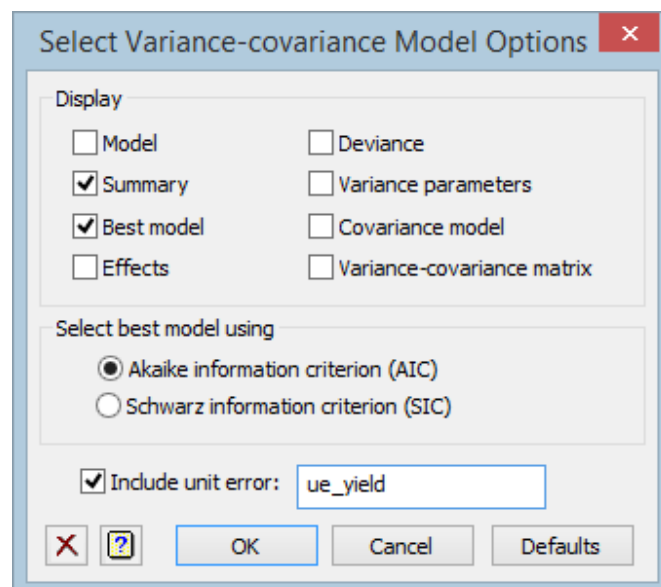 Select Variance-covariance Model Options
Display
Model
Deviance
Summary
Variance parameters
Best model
Covariance model
Effects
Variance-covariance matrix
Select best model using
Akaike information criterion (AIC)
Schwarz information criterion (SIC)
Include unit error: ue_yield
OK Cancel Defaults